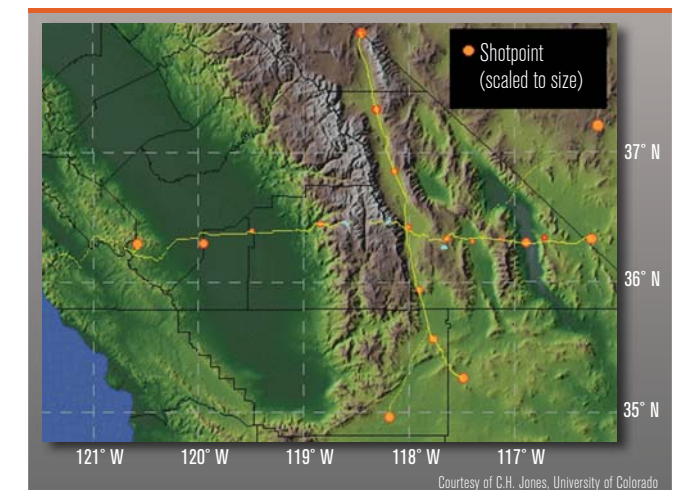 Shotpoint
(scaled to size)
37° N
36° N
35° N
121° W 120° W 119° W 118° W 117° W
Courtesy of C.H. Jones, University of Colorado